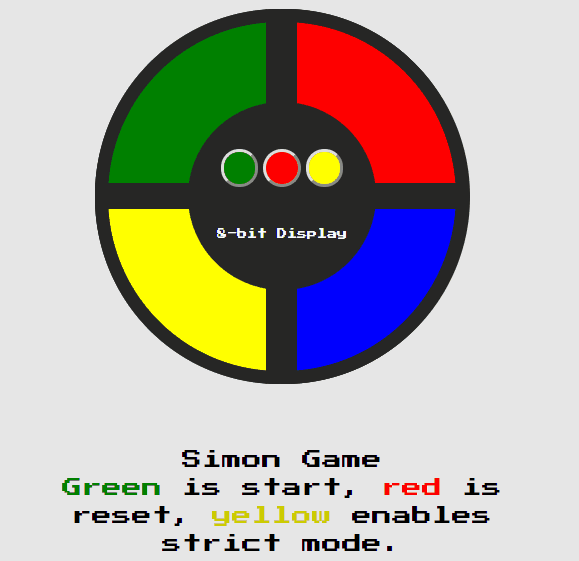 8-bit Display
Simon Game
Green is start, red is
reset, yellow enables
strict mode.